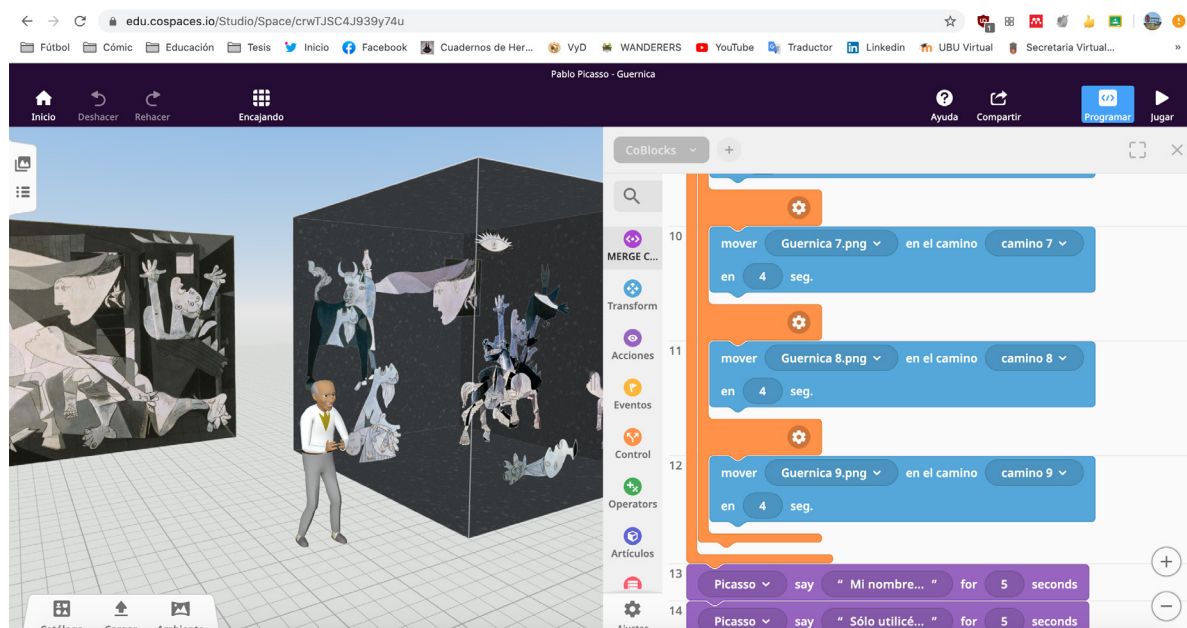 edu.cospaces.io/Studio/Space/crwTJSC4J939y74u
Fútbol Cómic Educación Tesis Inicio Facebook Cuadernos de Her... VyD WANDERERS YouTube Traductor Linkedin UBU Virtual Secretaria Virtual... »
Pablo Picasso - Guernica
Inicio Deshacer Rehacer Encajando Ayuda Compartir Programar Jugar
CoBlocks
MERGE C...
Transform
Acciones
Eventos
Control
Operators
Artículos
Ajustes
10 mover Guernica 7.png en el camino camino 7
en 4 seg.
11 mover Guernica 8.png en el camino camino 8
en 4 seg.
12 mover Guernica 9.png en el camino camino 9
en 4 seg.
13 Picasso say “ Mi nombre... ” for 5 seconds
14 Picasso say “ Sólo utilicé... ” for 5 seconds
Catálogo Cargar Ambiente